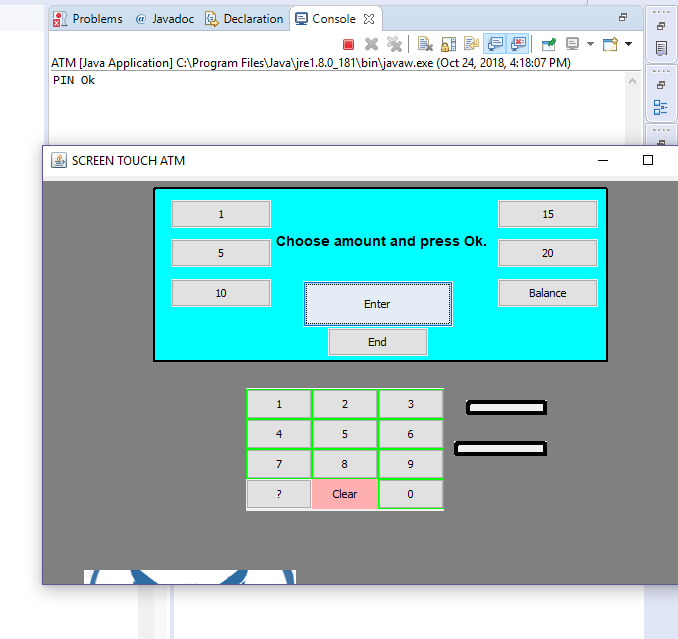 Problems @ Javadoc Declaration Console
ATM [Java Application] C:\Program Files\Java\jre1.8.0_181\bin\javaw.exe (Oct 24, 2018, 4:18:07 PM)
PIN Ok
SCREEN TOUCH ATM
1 15
Choose amount and press Ok.
5 20
10 Balance
Enter
End
1 2 3
4 5 6
7 8 9
? Clear 0